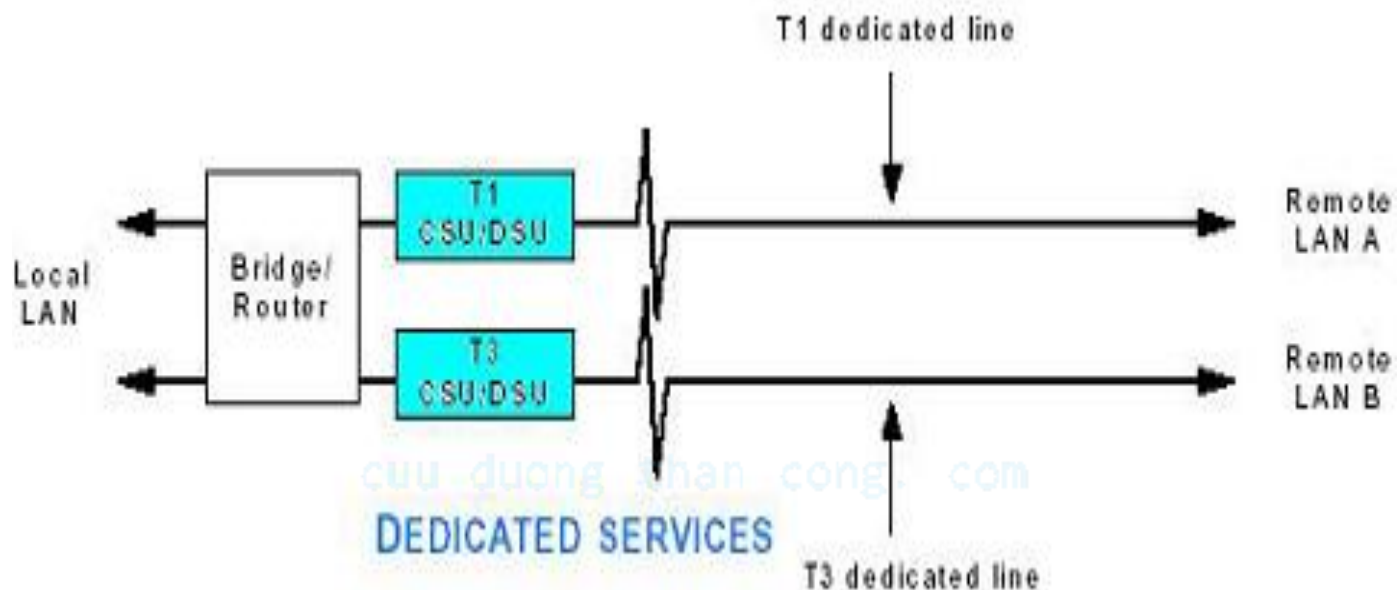 T1 dedicated line
T1
CSU/DSU
Remote
LAN A
Bridge/
Router
Local
LAN
T3
CSU/DSU
Remote
LAN B
cuu duong than cong. com
DEDICATED SERVICES
T3 dedicated line